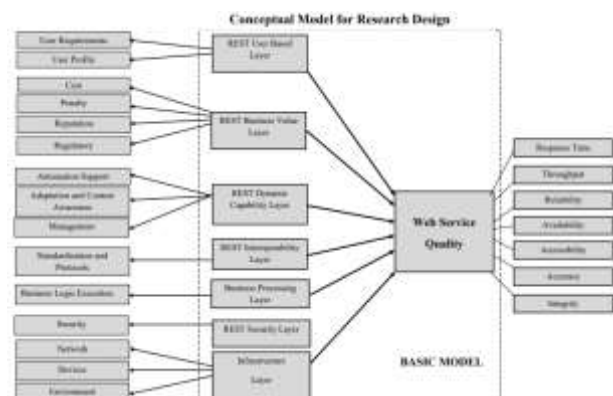 Conceptual Model for Research Design
User Requirements
User Profile
REST User Based
Layer
Cost
Penalty
Reputation
Regulatory
REST Business Value
Layer
Automation Support
Adaptation and Context
Awareness
Management
REST Dynamic
Capability Layer
Standardization and
Protocols
REST Interoperability
Layer
Business Logic Execution
Business Processing
Layer
Security
REST Security Layer
Network
Devices
Environment
Infrastructure
Layer
Web Service
Quality
Response Time
Throughput
Reliability
Availability
Accessibility
Accuracy
Integrity
BASIC MODEL